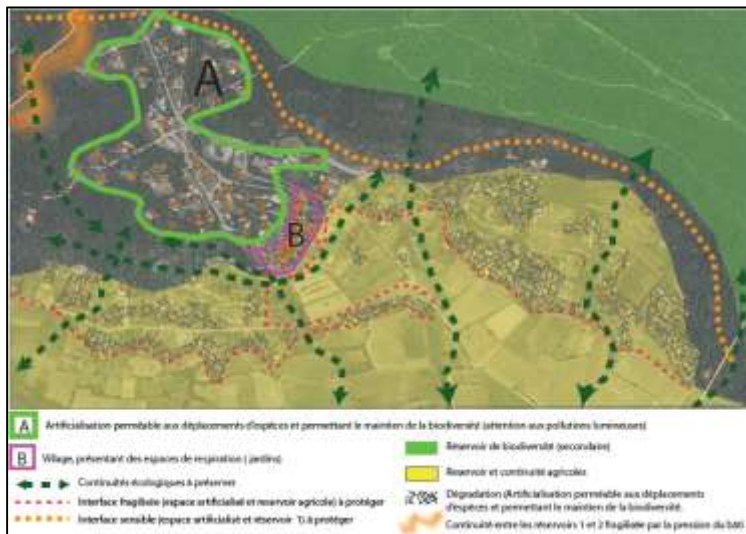 A
B
A Artificialisation perméable aux déplacements d'espèces et permettant le maintien de la biodiversité (attention aux pollutions lumineuses)
B Village, présentant des espaces de respiration ( jardins)
Continuités écologiques à préserver
Interface fragilisée (espace artificialisé et reservoir agricole) à protéger
Interface sensible (espace artificialisé et réservoir 1) à protéger
Réservoir de biodiversité (secondaire)
Reservoir et continuité agricoles
Dégradation (Artificialisation perméable aux déplacements
d'espèces et permettant le maintien de la biodiversité.
Continuité entre les réservoirs 1 et 2 fragilisée par la pression du bâti